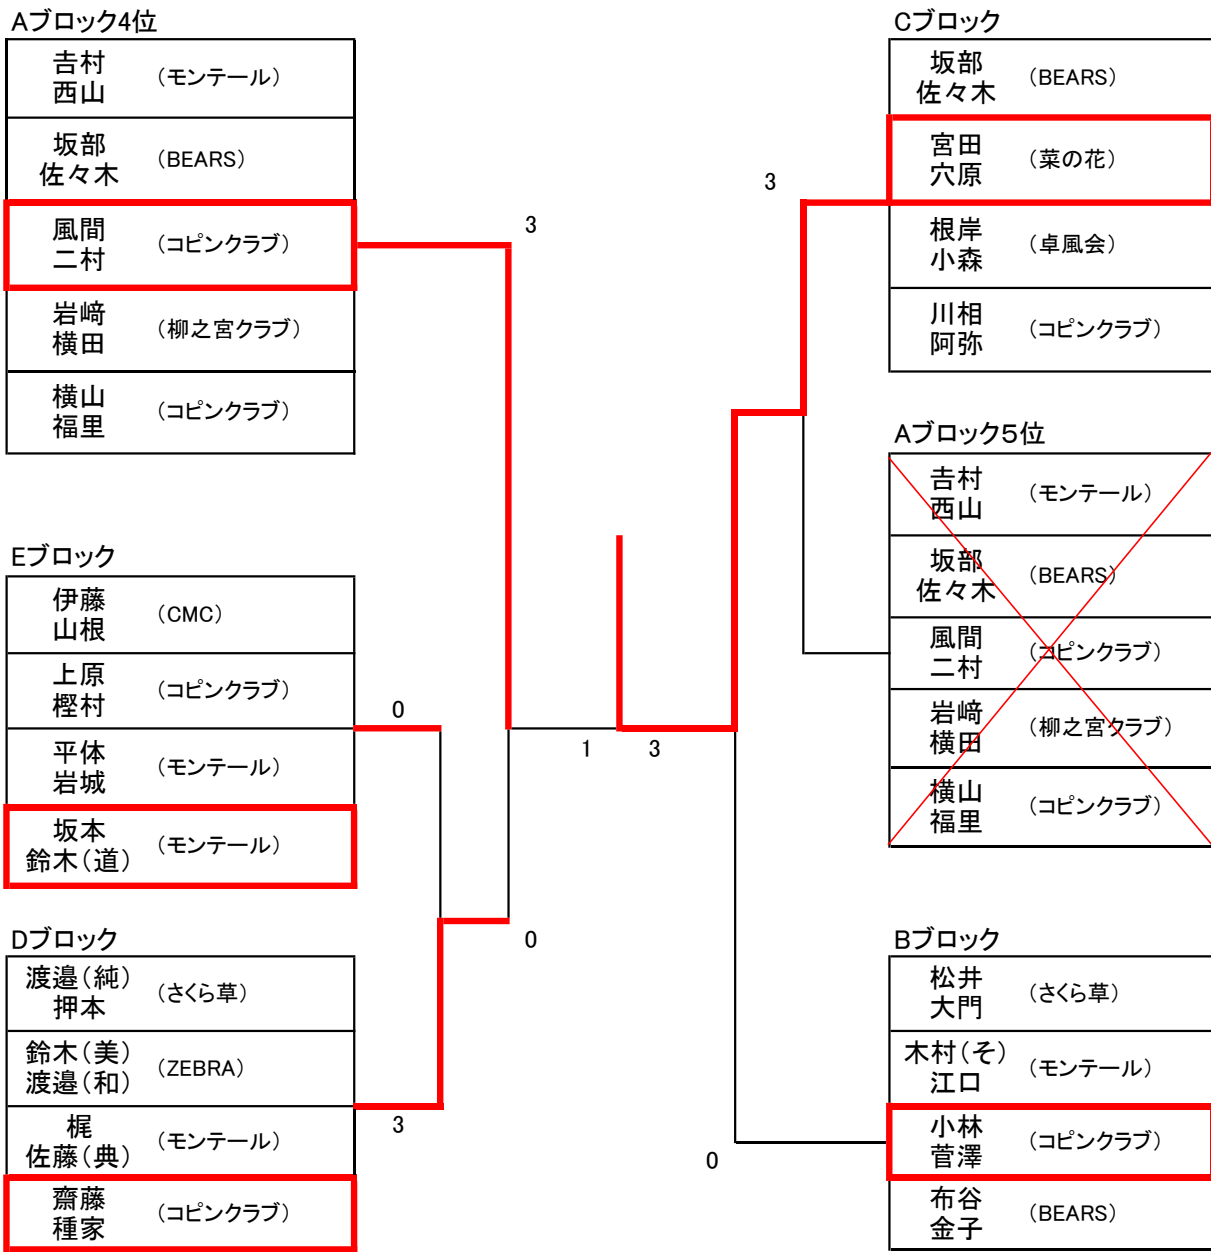 Aブロック4位
吉村
西山
（モンテール）
坂部
佐々木
（BEARS）
風間
二村
（コピンクラブ）
岩﨑
横田
（柳之宮クラブ）
横山
福里
（コピンクラブ）
3
Eブロック
伊藤
山根
（CMC）
上原
樫村
（コピンクラブ）
平体
岩城
（モンテール）
坂本
鈴木（道）
（モンテール）
0
Dブロック
渡邉（純）
押本
（さくら草）
鈴木（美）
渡邉（和）
（ZEBRA）
梶
佐藤（典）
（モンテール）
齋藤
種家
（コピンクラブ）
3
0
1
3
Cブロック
坂部
佐々木
（BEARS）
宮田
穴原
（菜の花）
根岸
小森
（卓風会）
川相
阿弥
（コピンクラブ）
3
Aブロック５位
吉村
西山
（モンテール）
坂部
佐々木
（BEARS）
風間
二村
（コピンクラブ）
岩﨑
横田
（柳之宮クラブ）
横山
福里
（コピンクラブ）
Bブロック
松井
大門
（さくら草）
木村（そ）
江口
（モンテール）
小林
菅澤
（コピンクラブ）
布谷
金子
（BEARS）
0